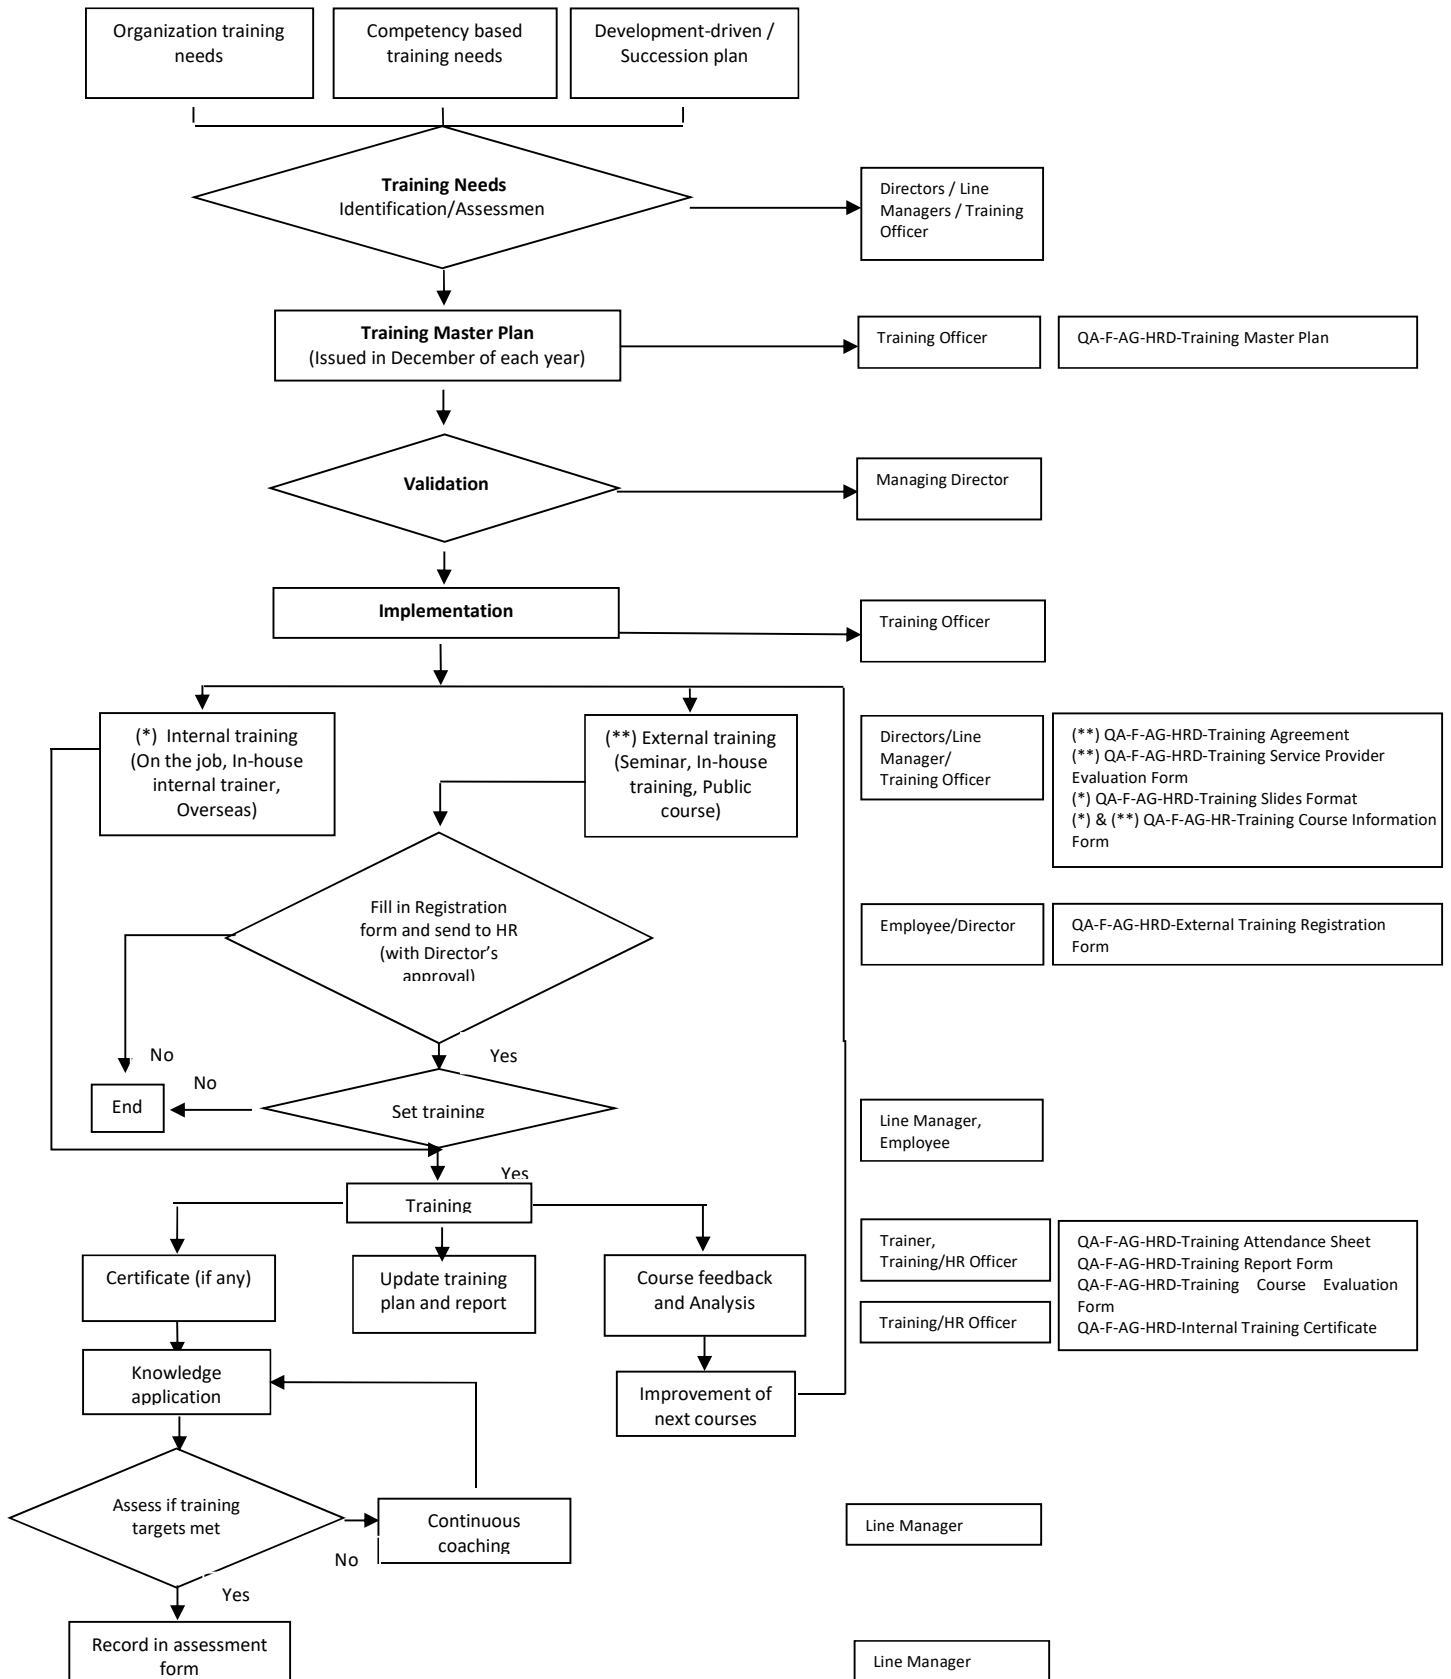 Organization training
needs
Competency based
training needs
Development-driven /
Succession plan
Training Needs
Identification/Assessmen
Directors / Line
Managers / Training
Officer
Training Master Plan
(Issued in December of each year)
Training Officer
QA-F-AG-HRD-Training Master Plan
Validation
Managing Director
Implementation
Training Officer
(*) Internal training
(On the job, In-house
internal trainer,
Overseas)
(**) External training
(Seminar, In-house
training, Public
course)
Directors/Line
Manager/
Training Officer
(**) QA-F-AG-HRD-Training Agreement
(**) QA-F-AG-HRD-Training Service Provider
Evaluation Form
(*) QA-F-AG-HRD-Training Slides Format
(*) & (**) QA-F-AG-HR-Training Course Information
Form
Fill in Registration
form and send to HR
(with Director's
approval)
Employee/Director
QA-F-AG-HRD-External Training Registration
Form
No
Yes
No
End
Set training
Line Manager,
Employee
Yes
Training
Trainer,
Training/HR Officer
QA-F-AG-HRD-Training Attendance Sheet
QA-F-AG-HRD-Training Report Form
QA-F-AG-HRD-Training Course Evaluation
Form
QA-F-AG-HRD-Internal Training Certificate
Certificate (if any)
Update training
plan and report
Course feedback
and Analysis
Training/HR Officer
Knowledge
application
Improvement of
next courses
Assess if training
targets met
No
Continuous
coaching
Line Manager
Yes
Record in assessment
form
Line Manager